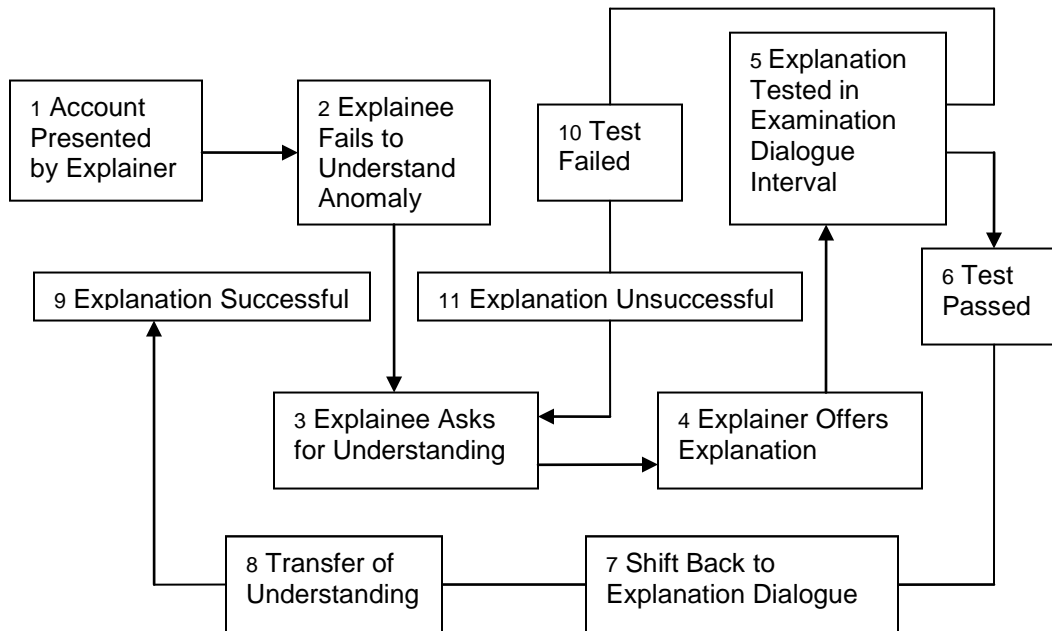 1 Account
Presented
by Explainer
2 Explainee
Fails to
Understand
Anomaly
10 Test
Failed
5 Explanation
Tested in
Examination
Dialogue
Interval
9 Explanation Successful
11 Explanation Unsuccessful
6 Test
Passed
3 Explainee Asks
for Understanding
4 Explainer Offers
Explanation
8 Transfer of
Understanding
7 Shift Back to
Explanation Dialogue